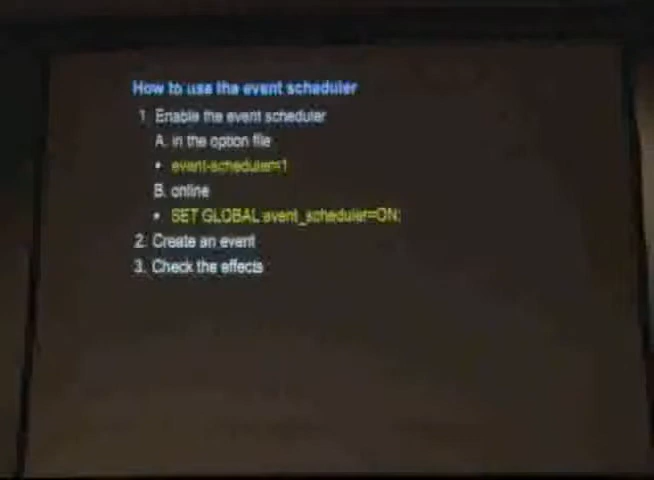 How to use the event scheduler
1 Enable the event scheduler
A. in the option file
• event-scheduler=1
B. online
• SET GLOBAL event_scheduler=ON;
2. Create an event
3. Check the effects